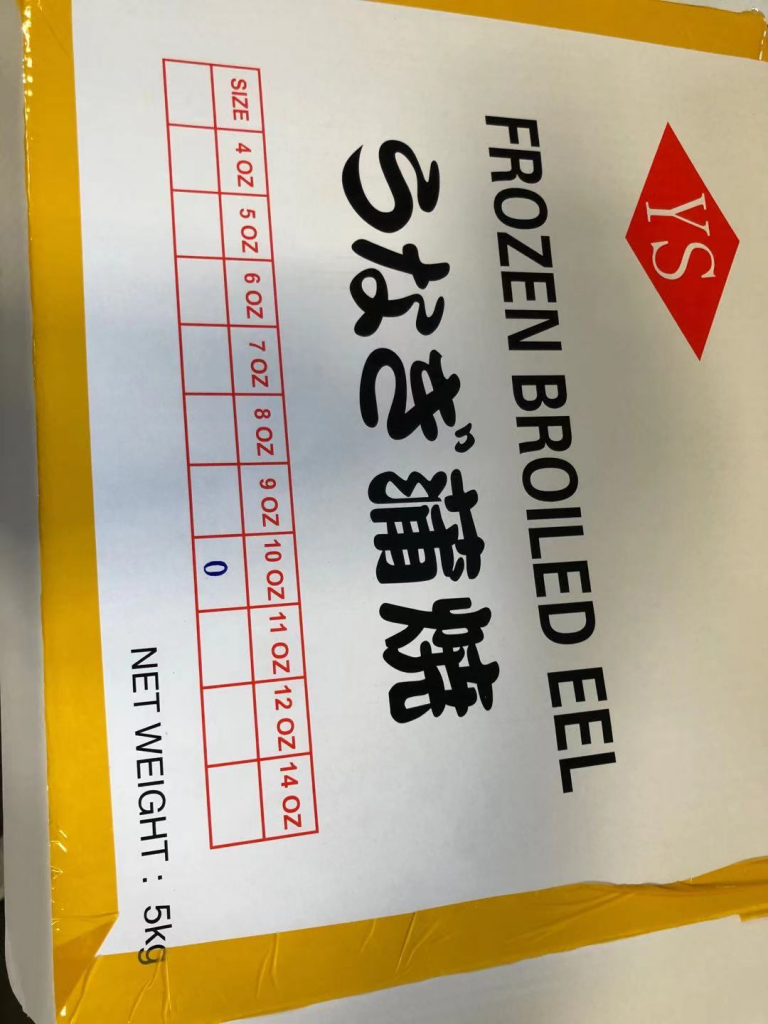 YS
FROZEN BROILED EEL
うなぎ蒲焼
SIZE 4 OZ 5 OZ 6 OZ 7 OZ 8 OZ 9 OZ 10 OZ 11 OZ 12 OZ 14 OZ
0
NET WEIGHT : 5kg